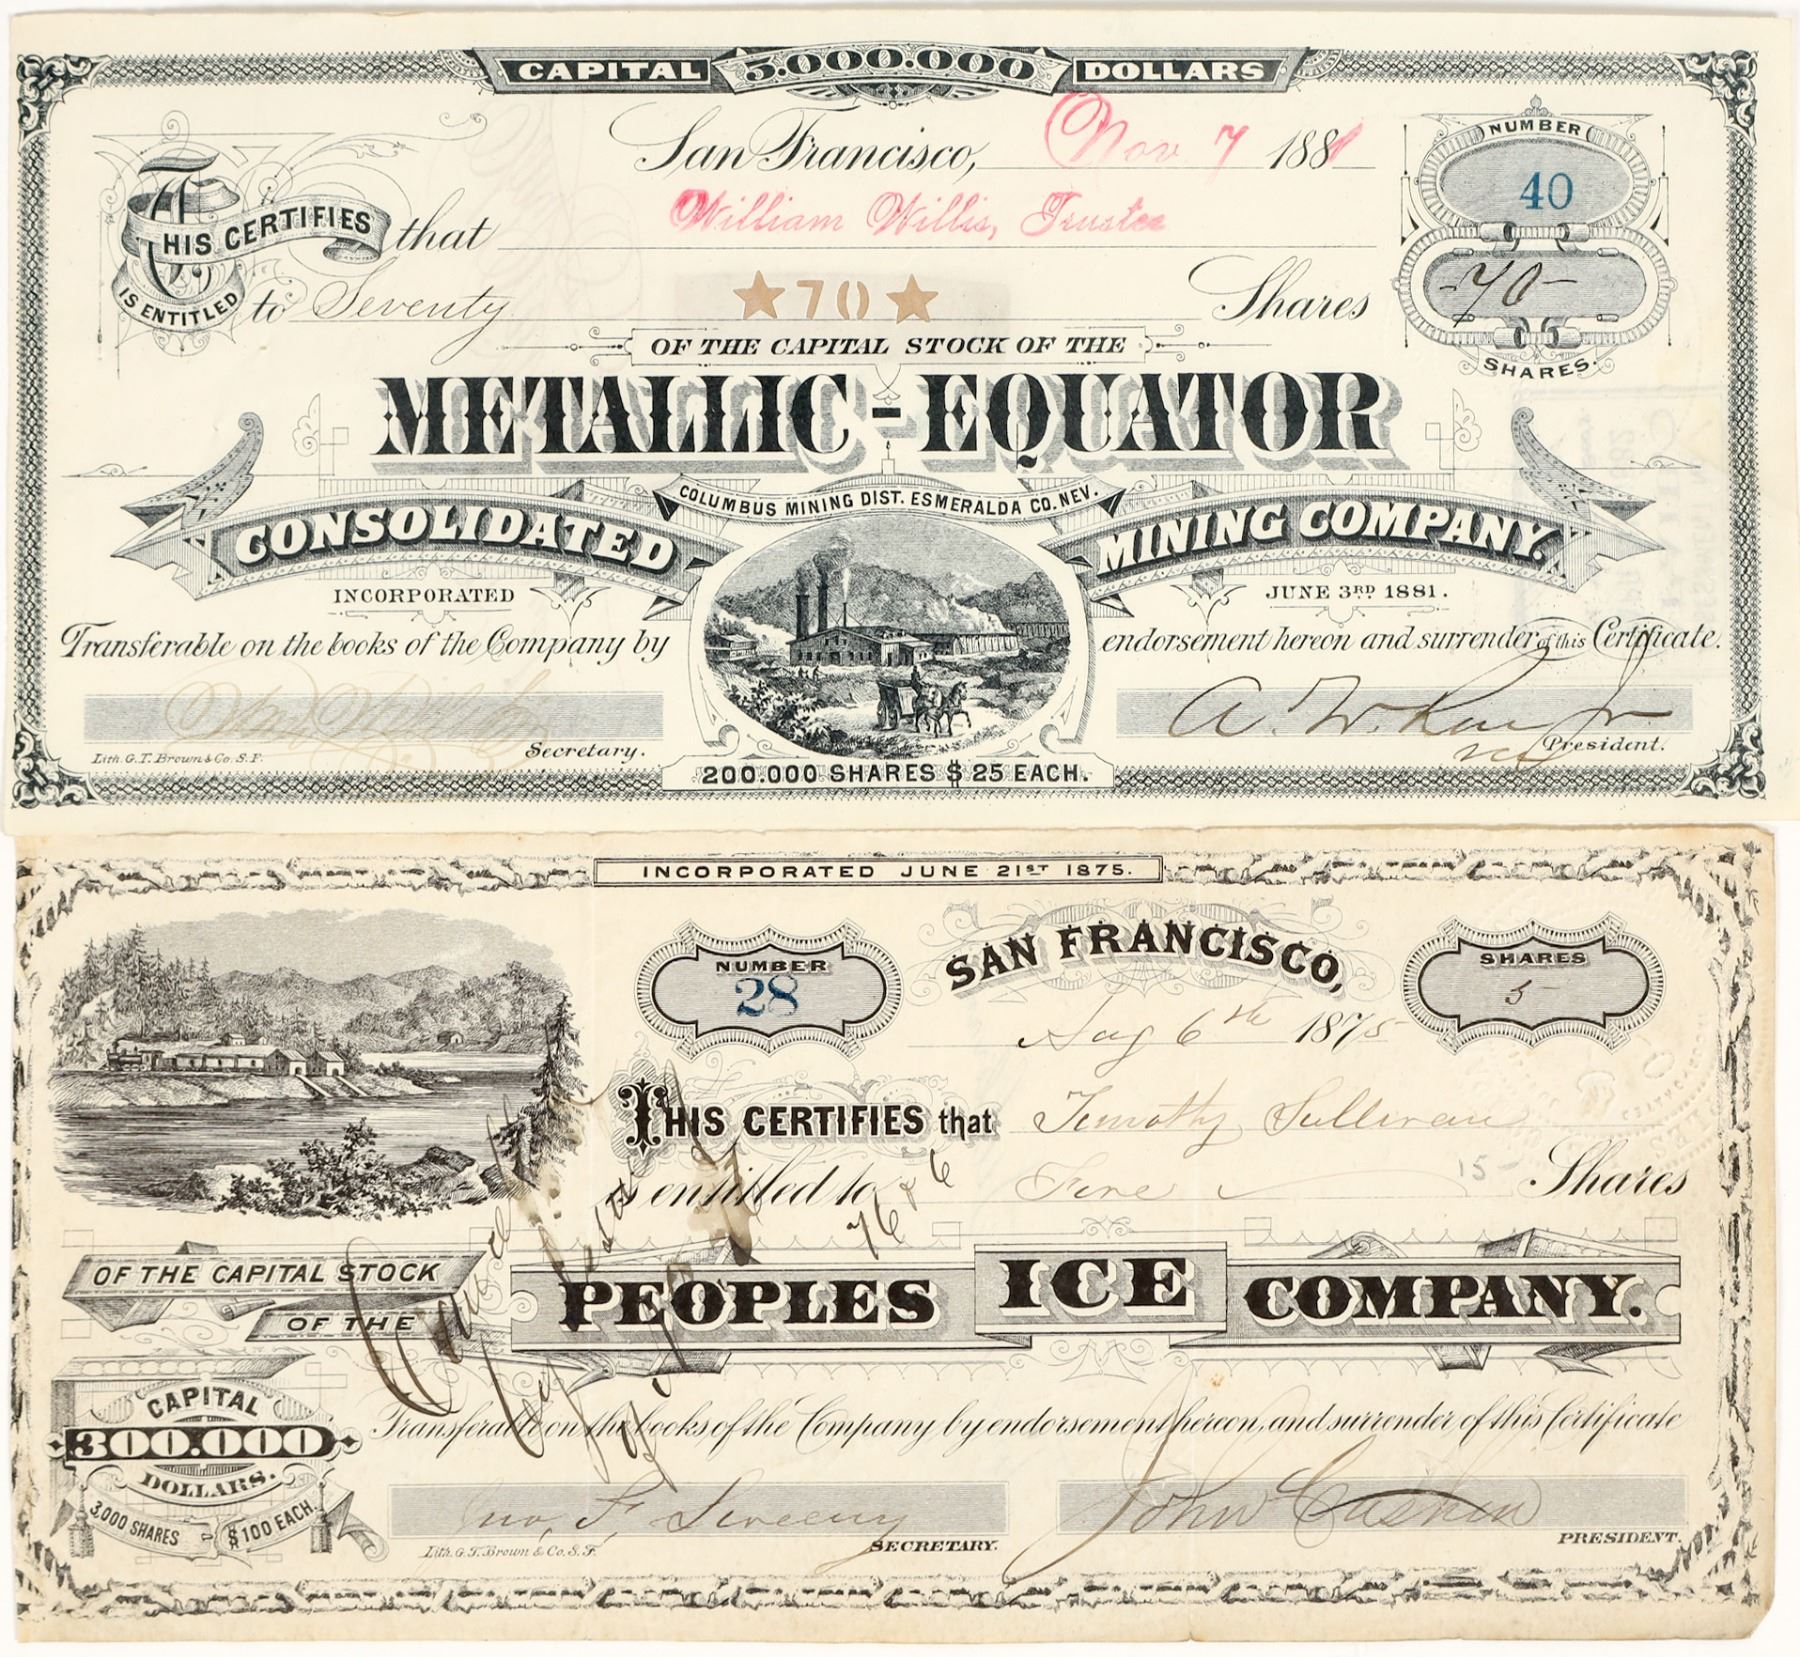 CAPITAL 5.000.000 DOLLARS
San Francisco, Nov 7 1881
NUMBER
40
THIS CERTIFIES that William Willis, Trustee
IS ENTITLED to Seventy ★70★ Shares
-70-
SHARES.
OF THE CAPITAL STOCK OF THE
METALLIC-EQUATOR
COLUMBUS MINING DIST. ESMERALDA CO. NEV.
CONSOLIDATED MINING COMPANY.
INCORPORATED JUNE 3RD 1881.
Transferable on the books of the Company by endorsement hereon and surrender of this Certificate.
Secretary. President.
Lith. G.T. Brown & Co. S.F.
200.000 SHARES $25 EACH.
INCORPORATED JUNE 21ST 1875.
NUMBER
28
SAN FRANCISCO,
SHARES
5
Aug 6th 1875
THIS CERTIFIES that Timothy Sullivan
is entitled to Five 15 Shares
OF THE CAPITAL STOCK
OF THE
PEOPLES ICE COMPANY.
CAPITAL
300.000
DOLLARS.
3,000 SHARES $100 EACH.
Transferable on the books of the Company by endorsement hereon, and surrender of this Certificate
Jno. F. Sweeny John
SECRETARY. PRESIDENT.
Lith. G.T. Brown & Co. S.F.